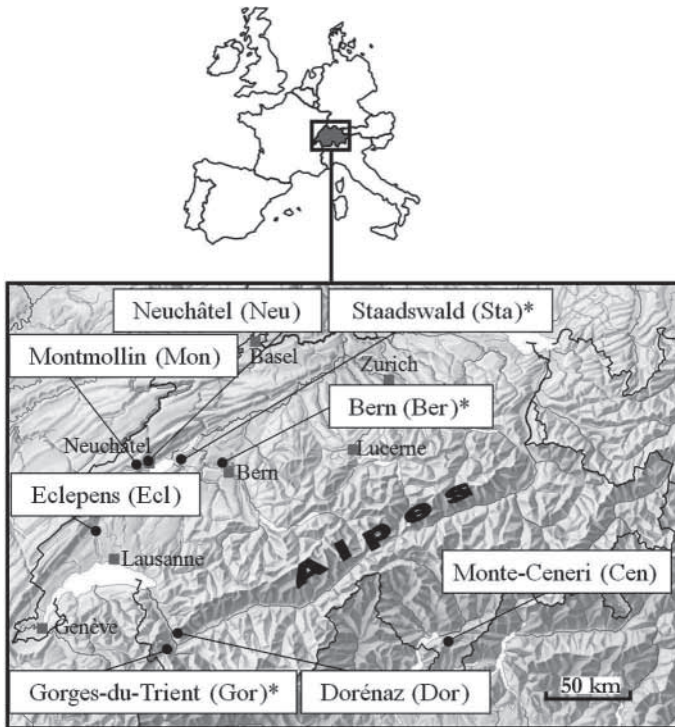 Neuchâtel (Neu)
Staadswald (Sta)*
Montmollin (Mon)
Basel
Zurich
Bern (Ber)*
Neuchâtel
Lucerne
Bern
Eclepens (Ecl)
Alpes
Lausanne
Monte-Ceneri (Cen)
Genève
Gorges-du-Trient (Gor)*
Dorénaz (Dor)
50 km